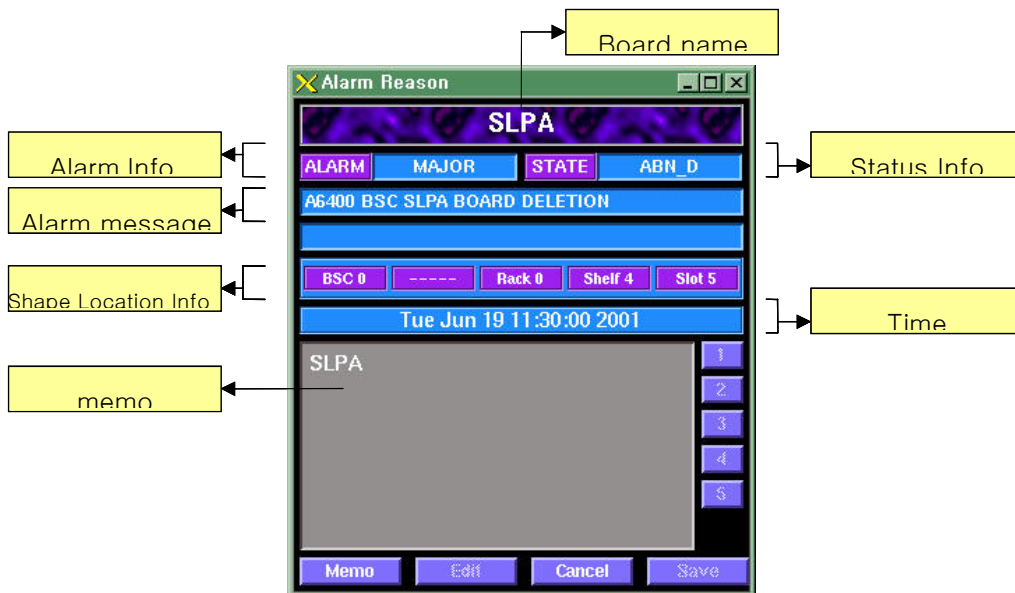 Board name
Alarm Reason
SLPA
Alarm Info
ALARM MAJOR STATE ABN_D
Status Info
Alarm message
A6400 BSC SLPA BOARD DELETION
Shape Location Info
BSC 0 ----- Rack 0 Shelf 4 Slot 5
Tue Jun 19 11:30:00 2001
Time
SLPA
memo
1
2
3
4
5
Memo Edit Cancel Save